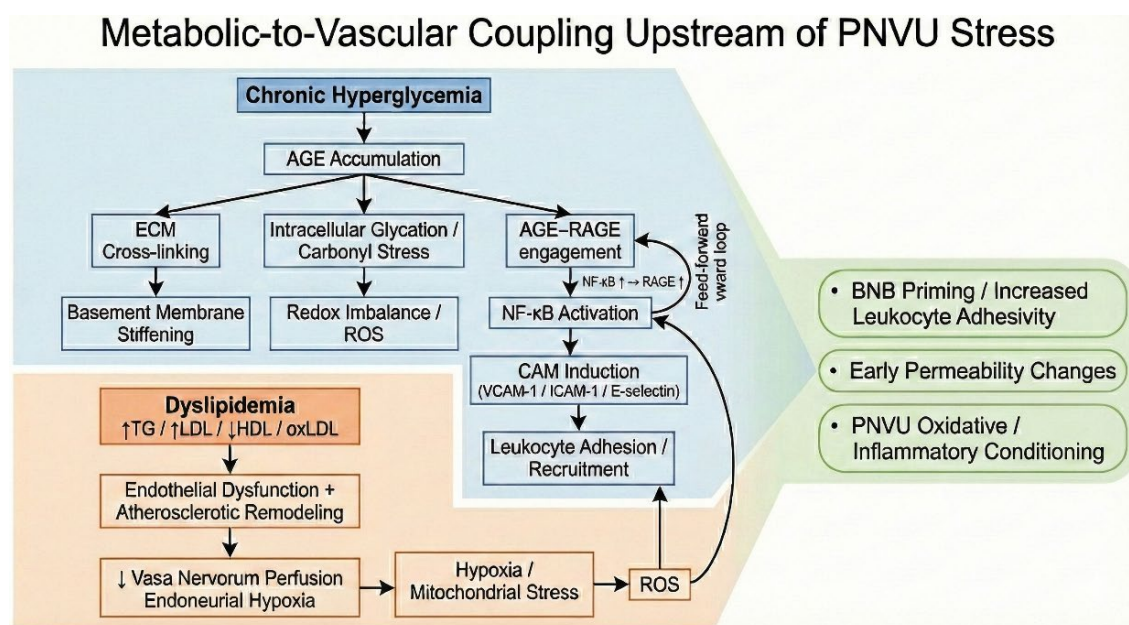 Metabolic-to-Vascular Coupling Upstream of PNVU Stress
Chronic Hyperglycemia
AGE Accumulation
ECM
Cross-linking
Intracellular Glycation /
Carbonyl Stress
AGE–RAGE
engagement
Feed-forward
vward loop
NF-κB ↑ → RAGE ↑
Basement Membrane
Stiffening
Redox Imbalance /
ROS
NF-κB Activation
CAM Induction
(VCAM-1 / ICAM-1 / E-selectin)
Leukocyte Adhesion /
Recruitment
Dyslipidemia
↑TG / ↑LDL / ↓HDL / oxLDL
Endothelial Dysfunction +
Atherosclerotic Remodeling
↓ Vasa Nervorum Perfusion
Endoneurial Hypoxia
Hypoxia /
Mitochondrial Stress
ROS
• BNB Priming / Increased
Leukocyte Adhesivity
• Early Permeability Changes
• PNVU Oxidative /
Inflammatory Conditioning